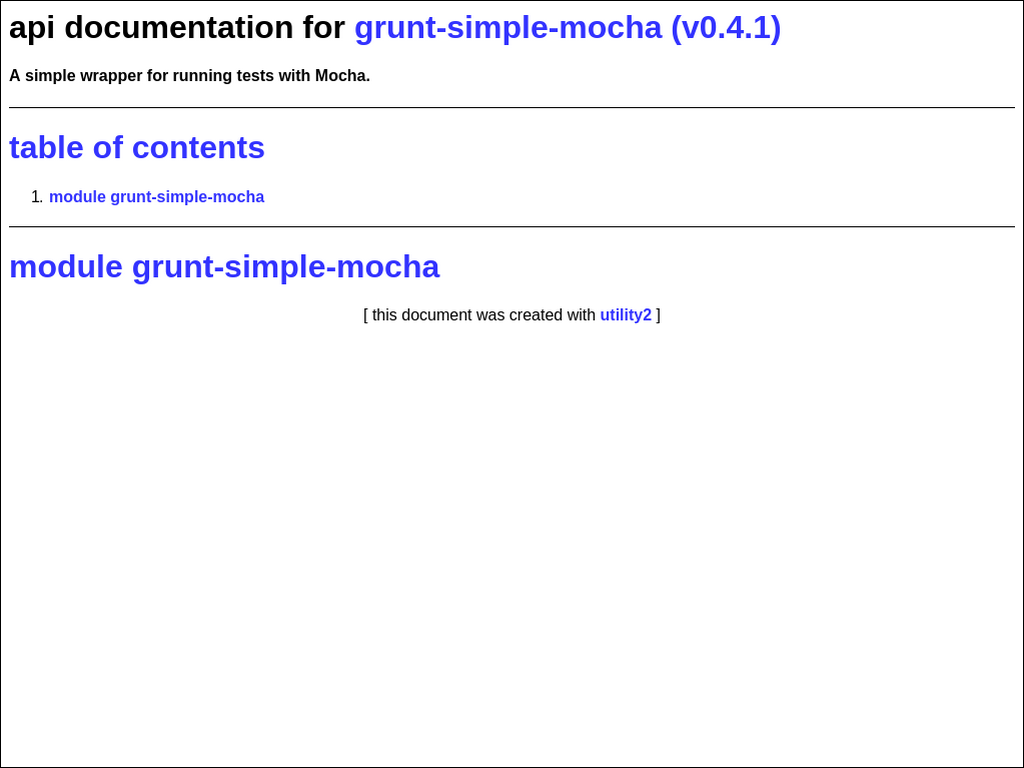 api documentation for grunt-simple-mocha (v0.4.1)
A simple wrapper for running tests with Mocha.
table of contents
1. module grunt-simple-mocha
module grunt-simple-mocha
[ this document was created with utility2 ]